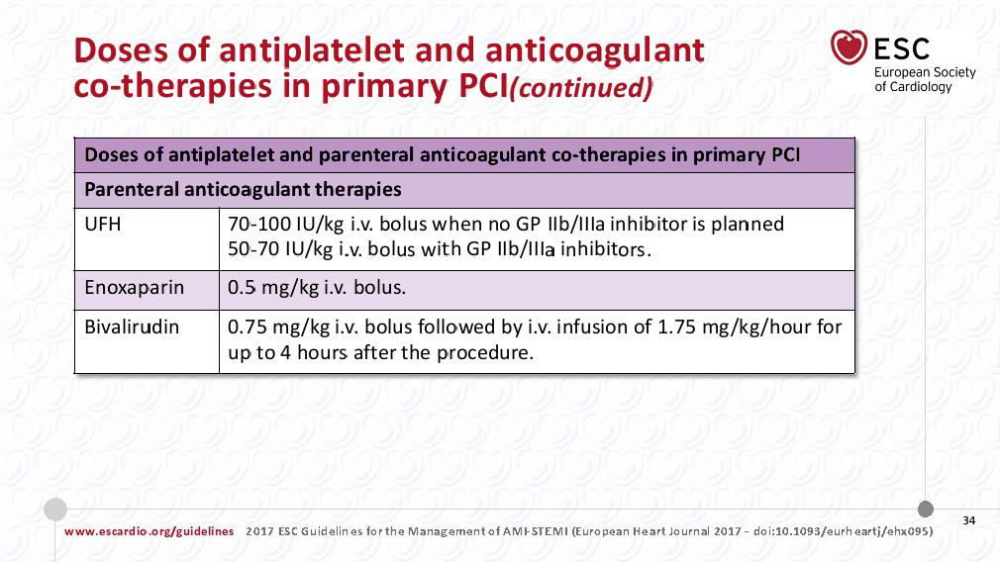 Doses of antiplatelet and anticoagulant
co-therapies in primary PCI(continued)
ESC
European Society
of Cardiology
Doses of antiplatelet and parenteral anticoagulant co-therapies in primary PCI
Parenteral anticoagulant therapies
UFH
70-100 IU/kg i.v. bolus when no GP IIb/IIIa inhibitor is planned
50-70 IU/kg i.v. bolus with GP IIb/IIIa inhibitors.
Enoxaparin
0.5 mg/kg i.v. bolus.
Bivalirudin
0.75 mg/kg i.v. bolus followed by i.v. infusion of 1.75 mg/kg/hour for
up to 4 hours after the procedure.
34
www.escardio.org/guidelines 2017 ESC Guidelines for the Management of AMI-STEMI (European Heart Journal 2017 - doi:10.1093/eurheartj/ehx095)